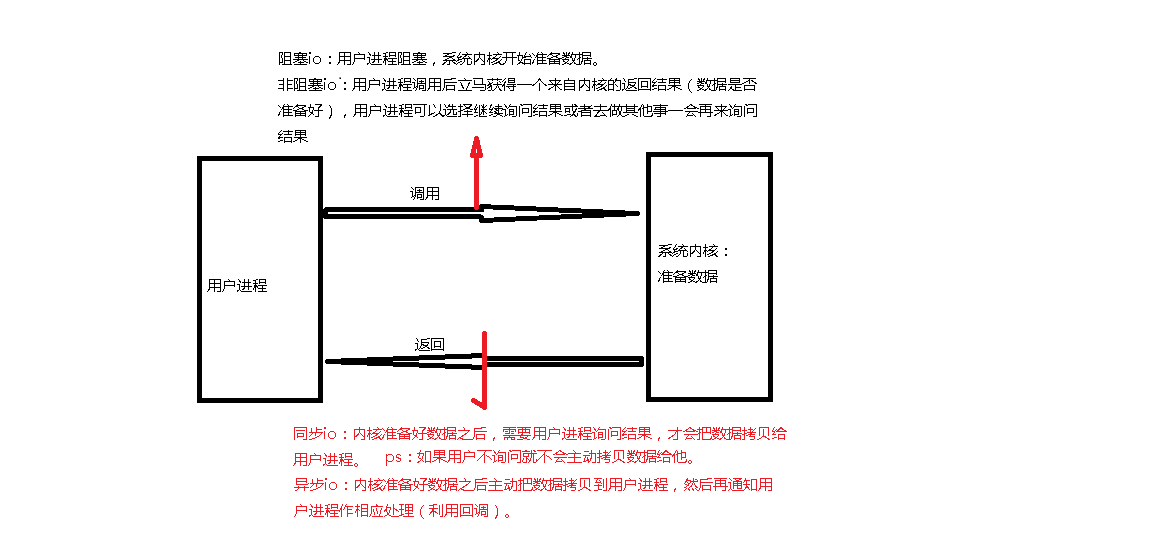 阻塞io：用户进程阻塞，系统内核开始准备数据。
非阻塞io：用户进程调用后立马获得一个来自内核的返回结果（数据是否
准备好），用户进程可以选择继续询问结果或者去做其他事一会再来询问
结果
调用
系统内核：
准备数据
用户进程
返回
同步io：内核准备好数据之后，需要用户进程询问结果，才会把数据拷贝给
用户进程。 ps：如果用户不询问就不会主动拷贝数据给他。
异步io：内核准备好数据之后主动把数据拷贝到用户进程，然后再通知用
户进程作相应处理（利用回调）。